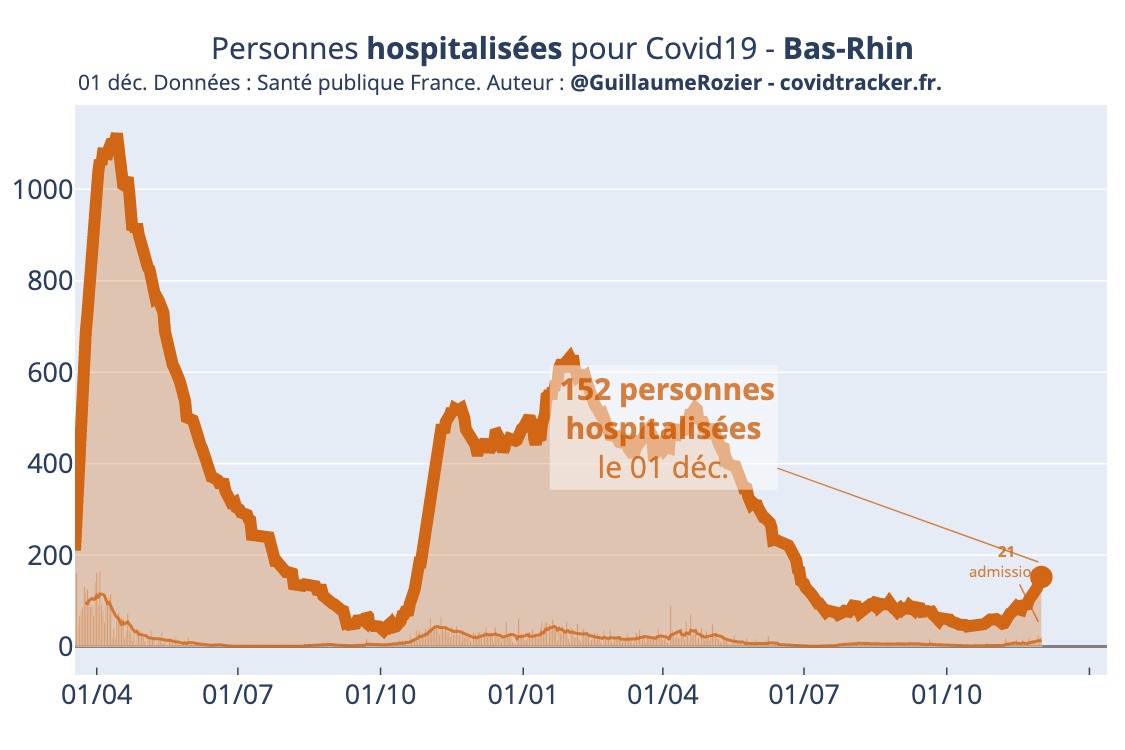 Personnes hospitalisées pour Covid19 - Bas-Rhin
01 déc. Données : Santé publique France. Auteur : @GuillaumeRozier - covidtracker.fr.
1000
800
600
400
200
0
152 personnes
hospitalisées
le 01 déc.
21
admissio
01/04 01/07 01/10 01/01 01/04 01/07 01/10